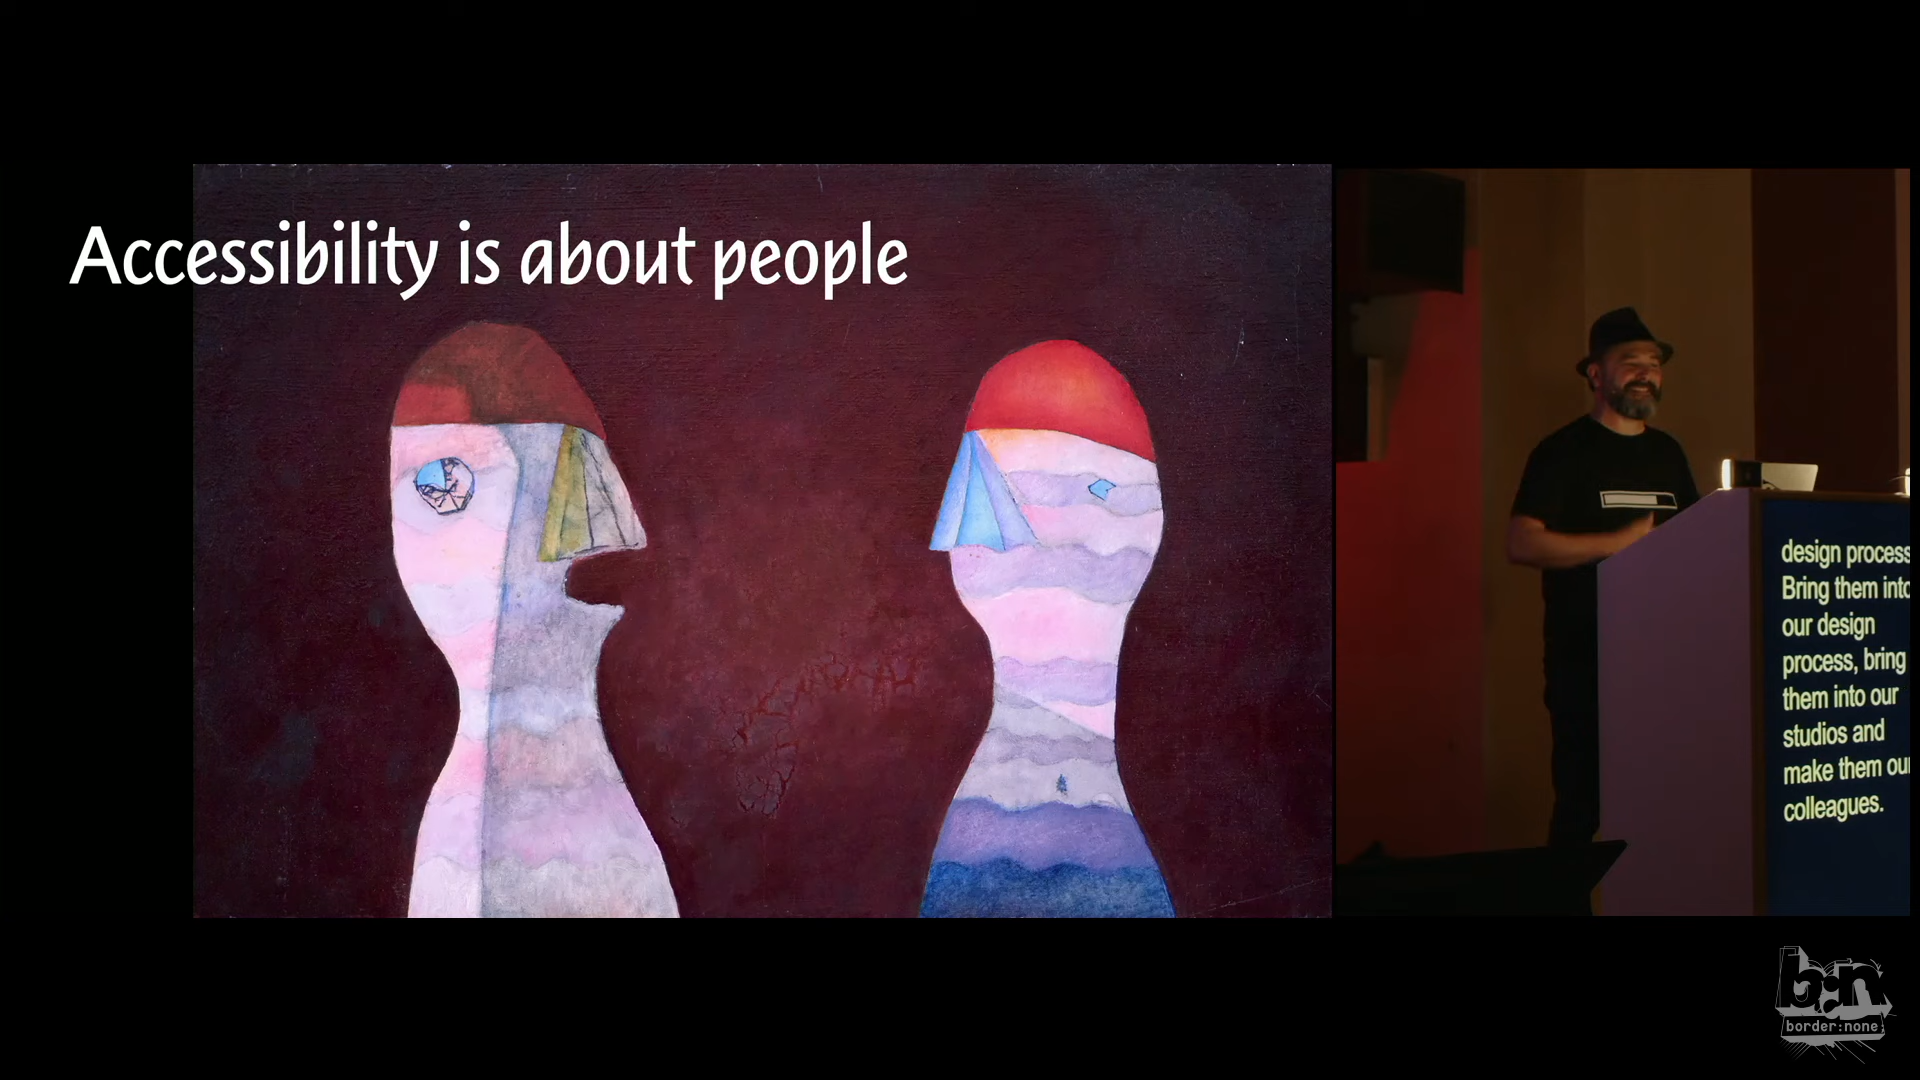 Accessibility is about people
design process
Bring them into
our design
process, bring
them into our
studios and
make them our
colleagues.
b:n
border:none